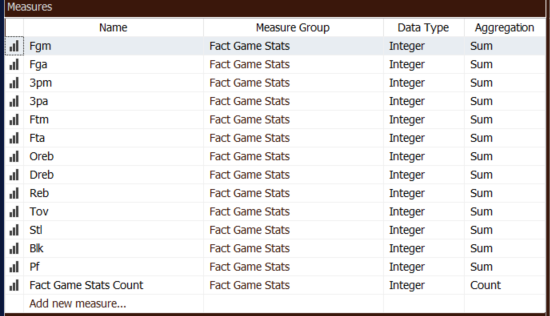 Measures
Name Measure Group Data Type Aggregation
Fgm Fact Game Stats Integer Sum
Fga Fact Game Stats Integer Sum
3pm Fact Game Stats Integer Sum
3pa Fact Game Stats Integer Sum
Ftm Fact Game Stats Integer Sum
Fta Fact Game Stats Integer Sum
Oreb Fact Game Stats Integer Sum
Dreb Fact Game Stats Integer Sum
Reb Fact Game Stats Integer Sum
Tov Fact Game Stats Integer Sum
Stl Fact Game Stats Integer Sum
Blk Fact Game Stats Integer Sum
Pf Fact Game Stats Integer Sum
Fact Game Stats Count Fact Game Stats Integer Count
Add new measure...